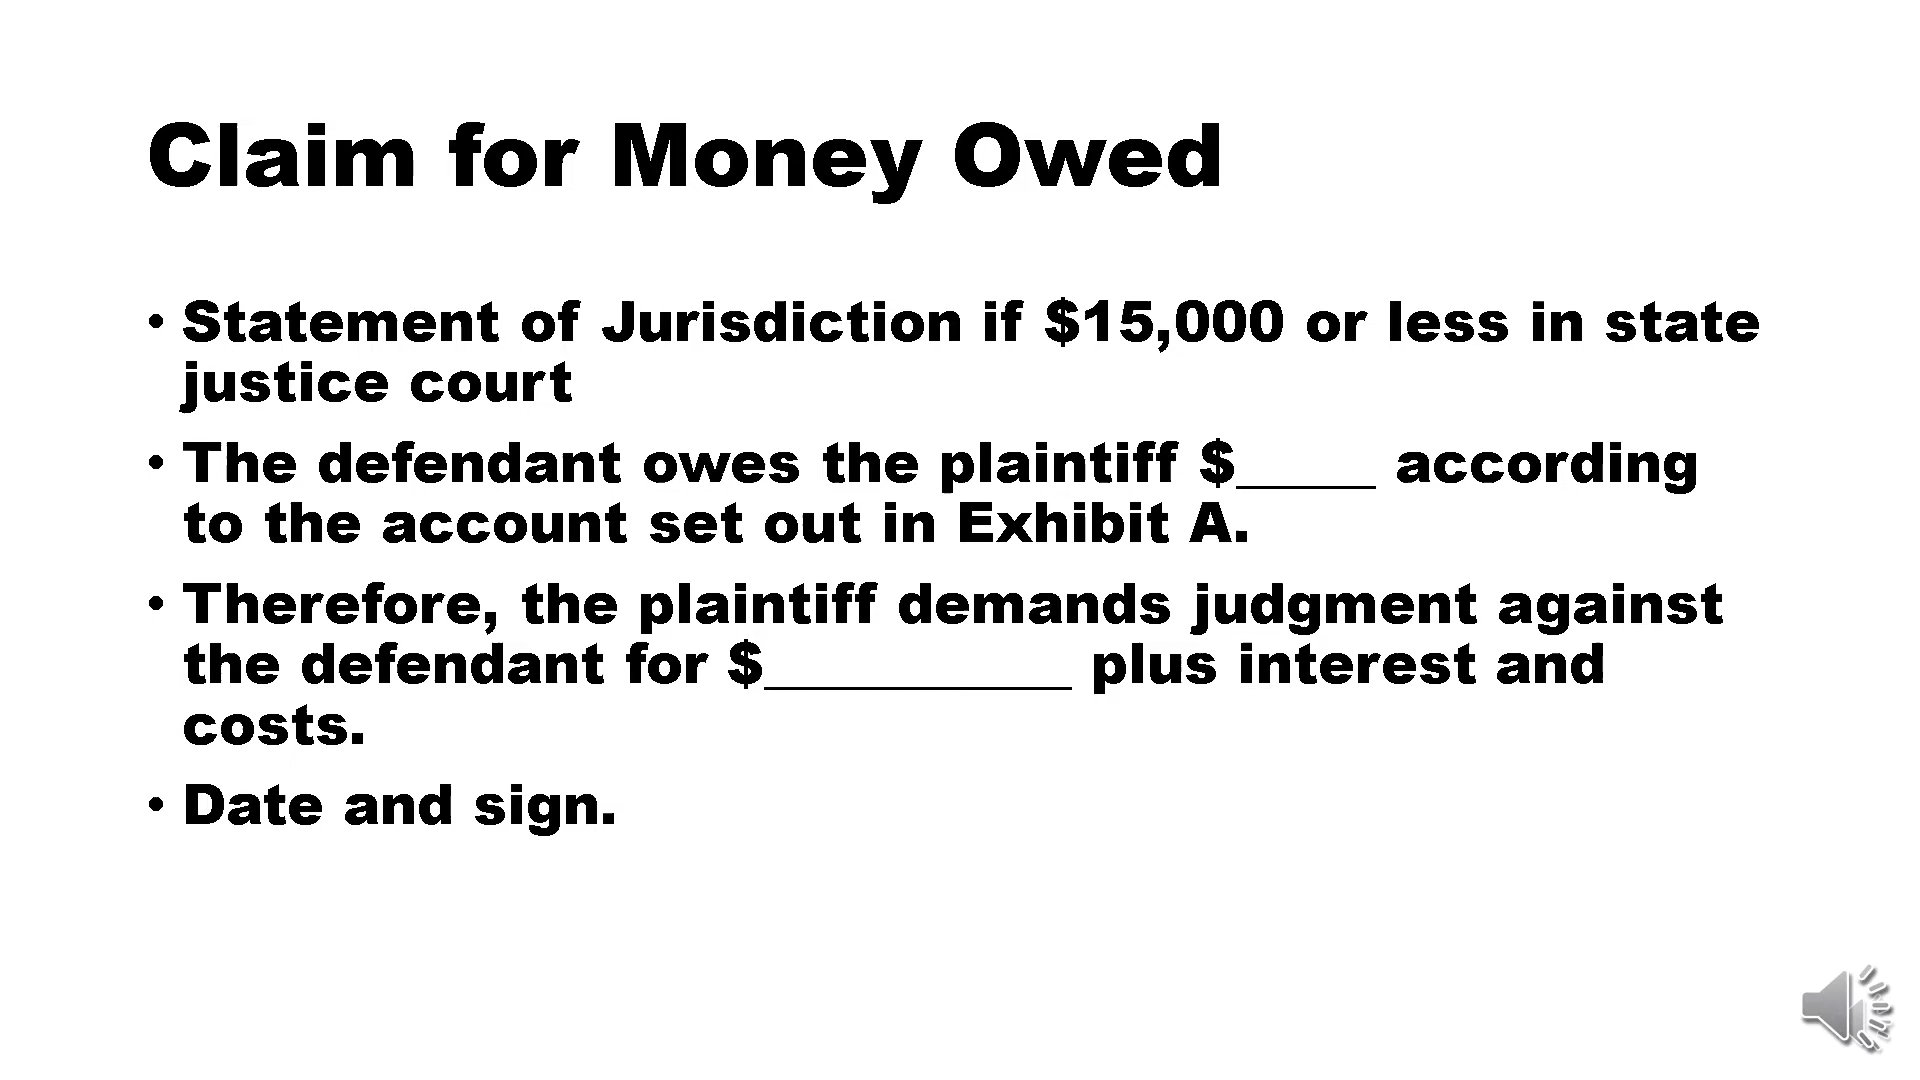 Claim for Money Owed
• Statement of Jurisdiction if $15,000 or less in state
justice court
• The defendant owes the plaintiff $_____ according
to the account set out in Exhibit A.
• Therefore, the plaintiff demands judgment against
the defendant for $___________ plus interest and
costs.
• Date and sign.